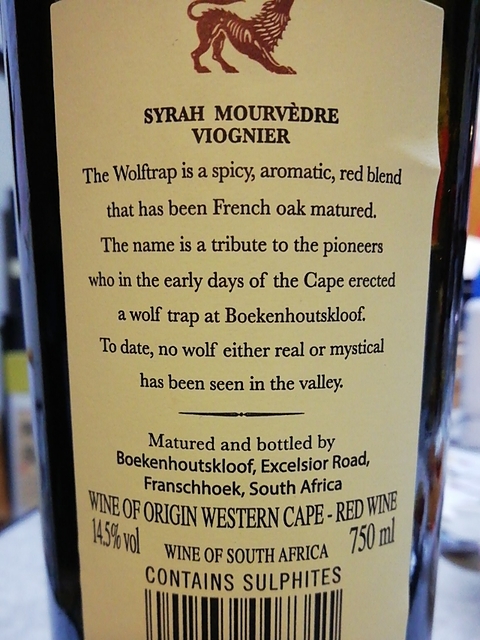 SYRAH MOURVÈDRE
VIOGNIER
The Wolftrap is a spicy, aromatic, red blend
that has been French oak matured.
The name is a tribute to the pioneers
who in the early days of the Cape erected
a wolf trap at Boekenhoutskloof.
To date, no wolf either real or mystical
has been seen in the valley.
Matured and bottled by
Boekenhoutskloof, Excelsior Road,
Franschhoek, South Africa
WINE OF ORIGIN WESTERN CAPE - RED WINE
14.5% vol WINE OF SOUTH AFRICA 750 ml
CONTAINS SULPHITES